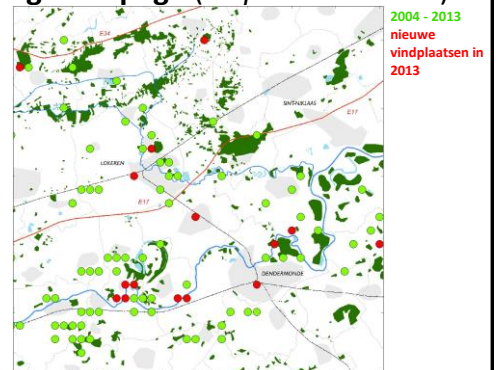 2004 - 2013
nieuwe
vindplaatsen in
2013
E34
SINT-NIKLAAS
E17
LOKEREN
E17
DENDERMONDE